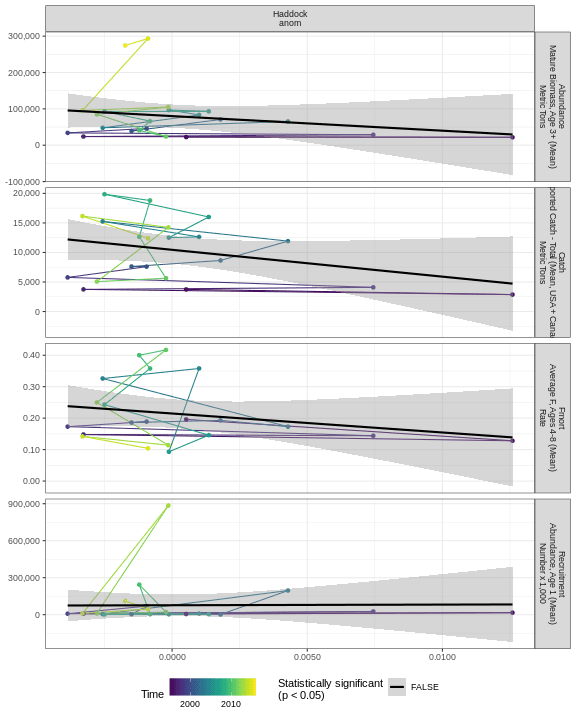 Haddock
anom
300,000
200,000
100,000
0
-100,000
Abundance
Mature Biomass, Age 3+ (Mean)
Metric Tons
20,000
15,000
10,000
5,000
0
Catch
Catch - Total (Mean, USA +
Metric Tons
0.40
0.30
0.20
0.10
0.00
Fmort
Average F, Ages 4-8 (Mean)
Rate
900,000
600,000
300,000
0
Recruitment
Abundance, Age 1 (Mean)
Number x 1,000
0.0000
0.0050
0.0100
Time
2000
2010
Statistically significant
(p < 0.05)
FALSE